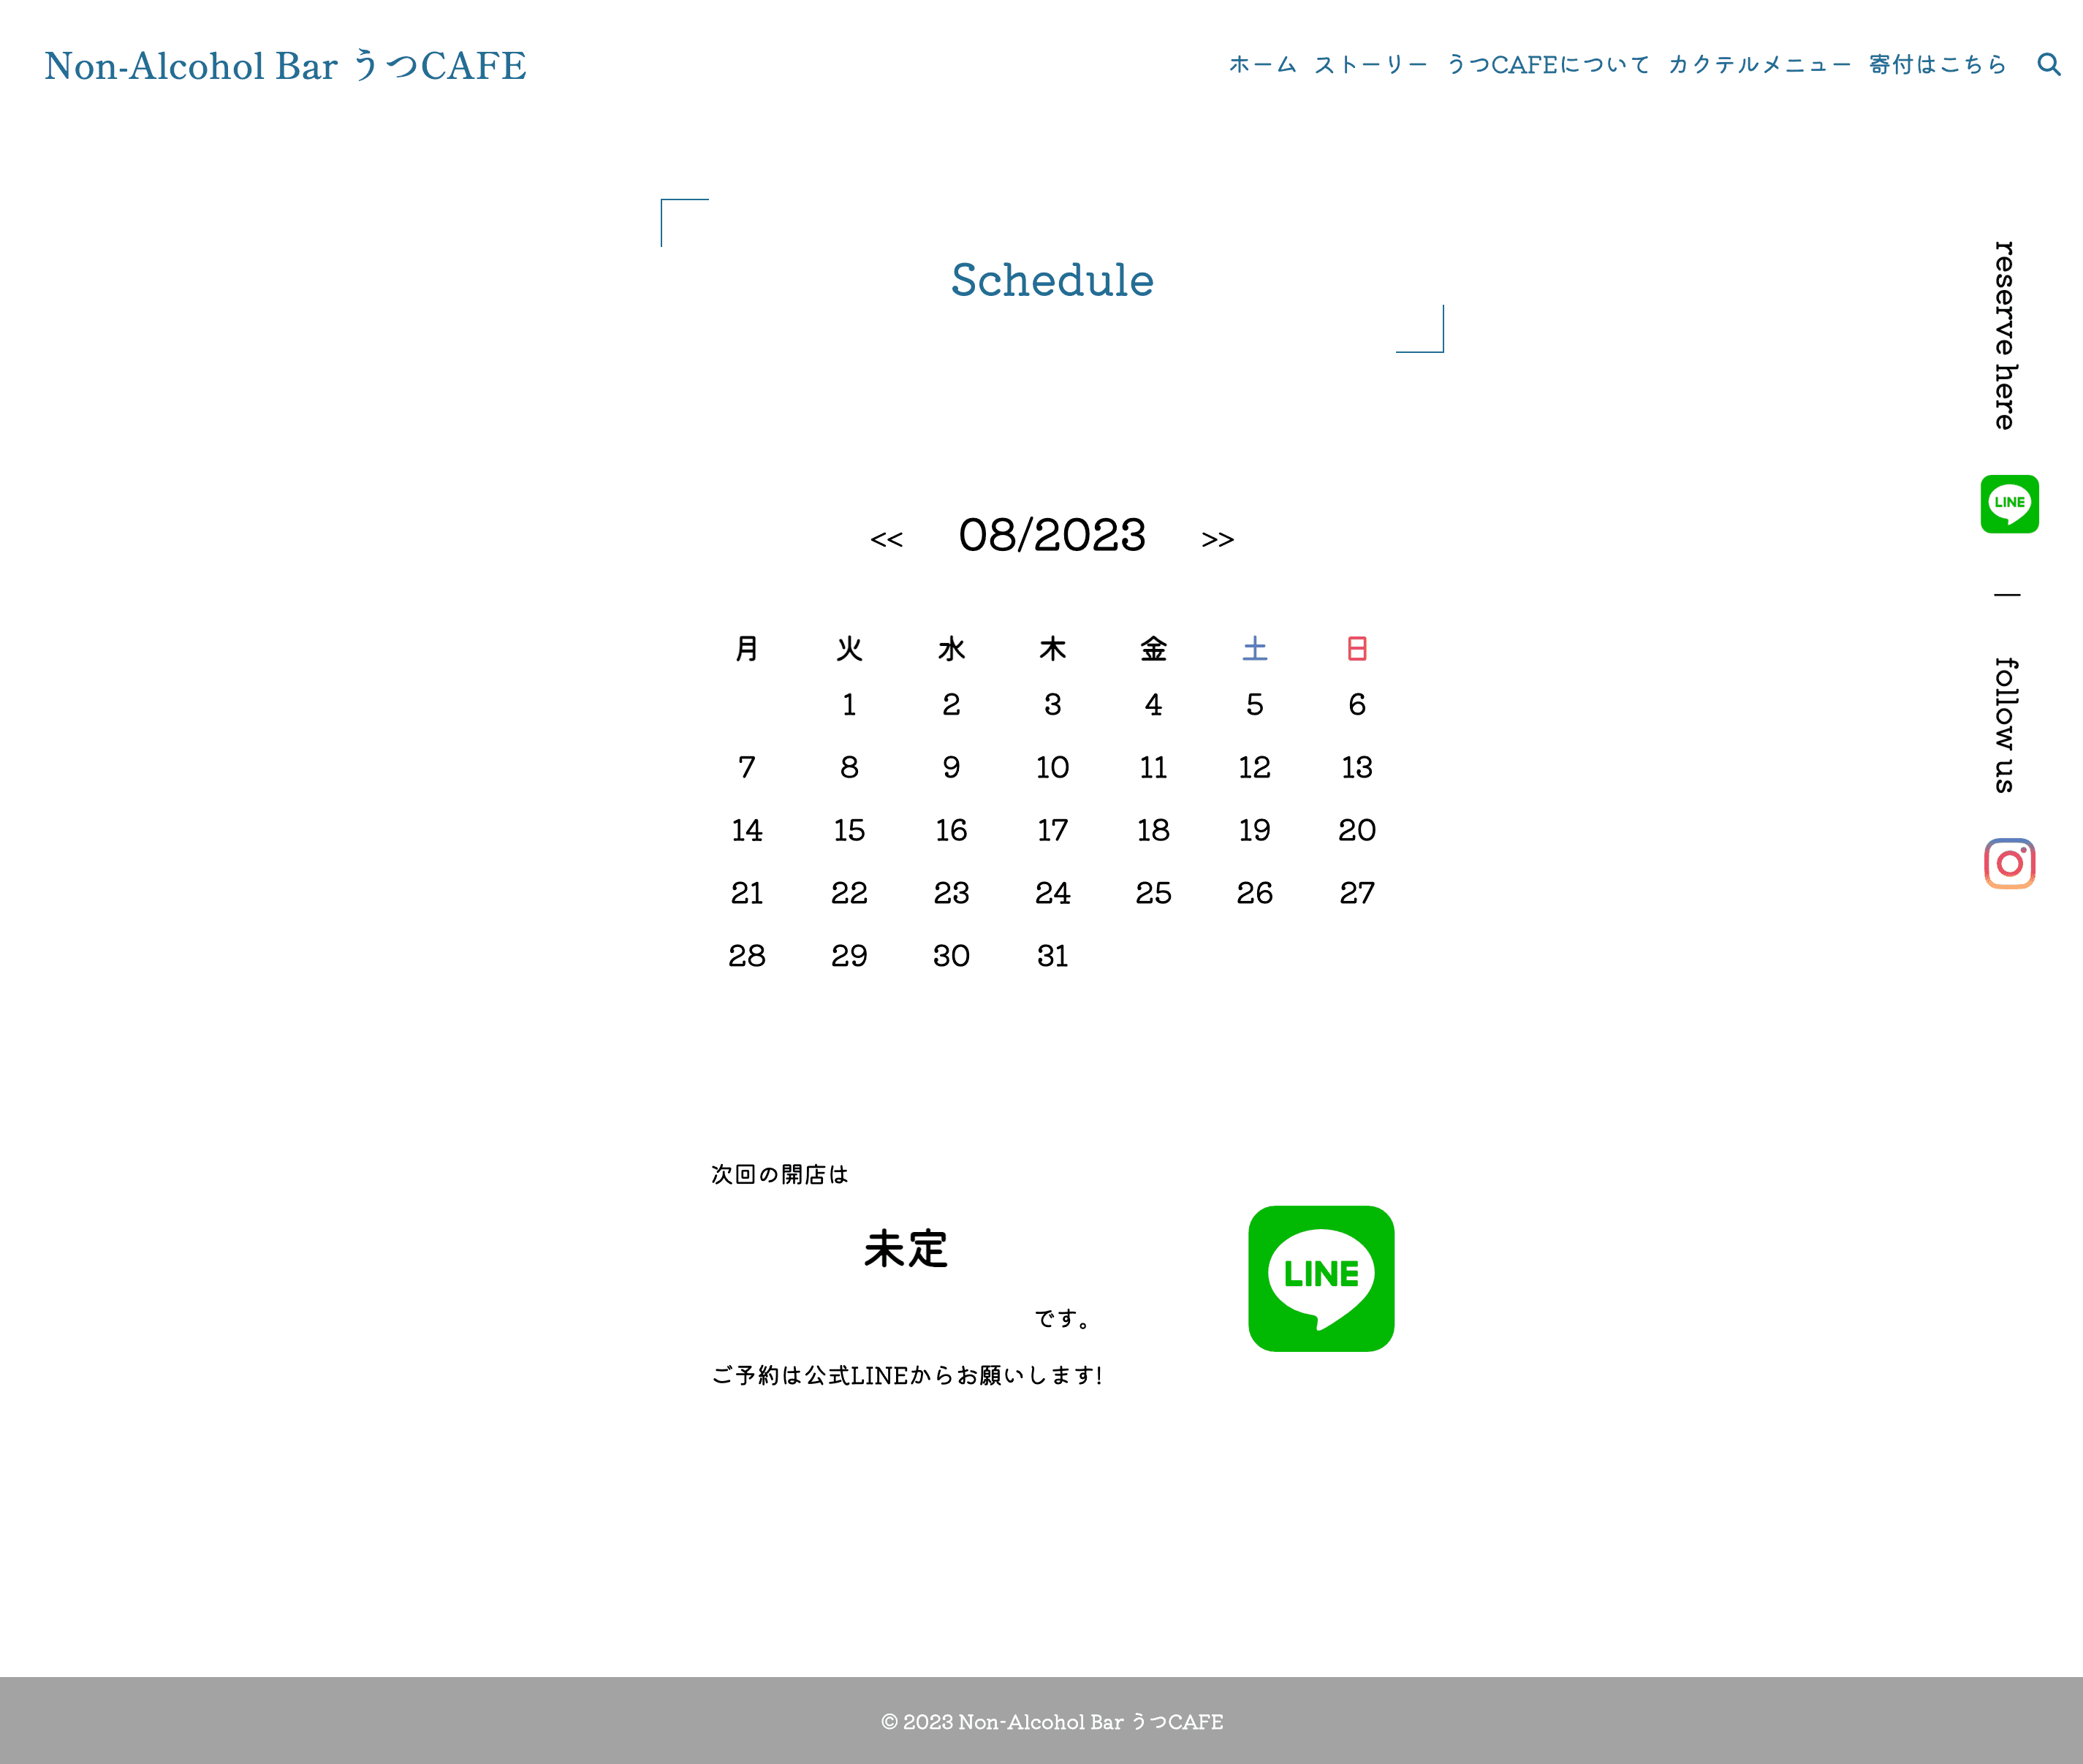 Non-Alcohol Bar うつCAFE
ホーム ストーリー うつCAFEについて カクテルメニュー 寄付はこちら
Schedule
reserve here
LINE
follow us
<< 08/2023 >>
月 火 水 木 金 土 日
1 2 3 4 5 6
7 8 9 10 11 12 13
14 15 16 17 18 19 20
21 22 23 24 25 26 27
28 29 30 31
次回の開店は
未定
です。
ご予約は公式LINEからお願いします!
LINE
© 2023 Non-Alcohol Bar うつCAFE